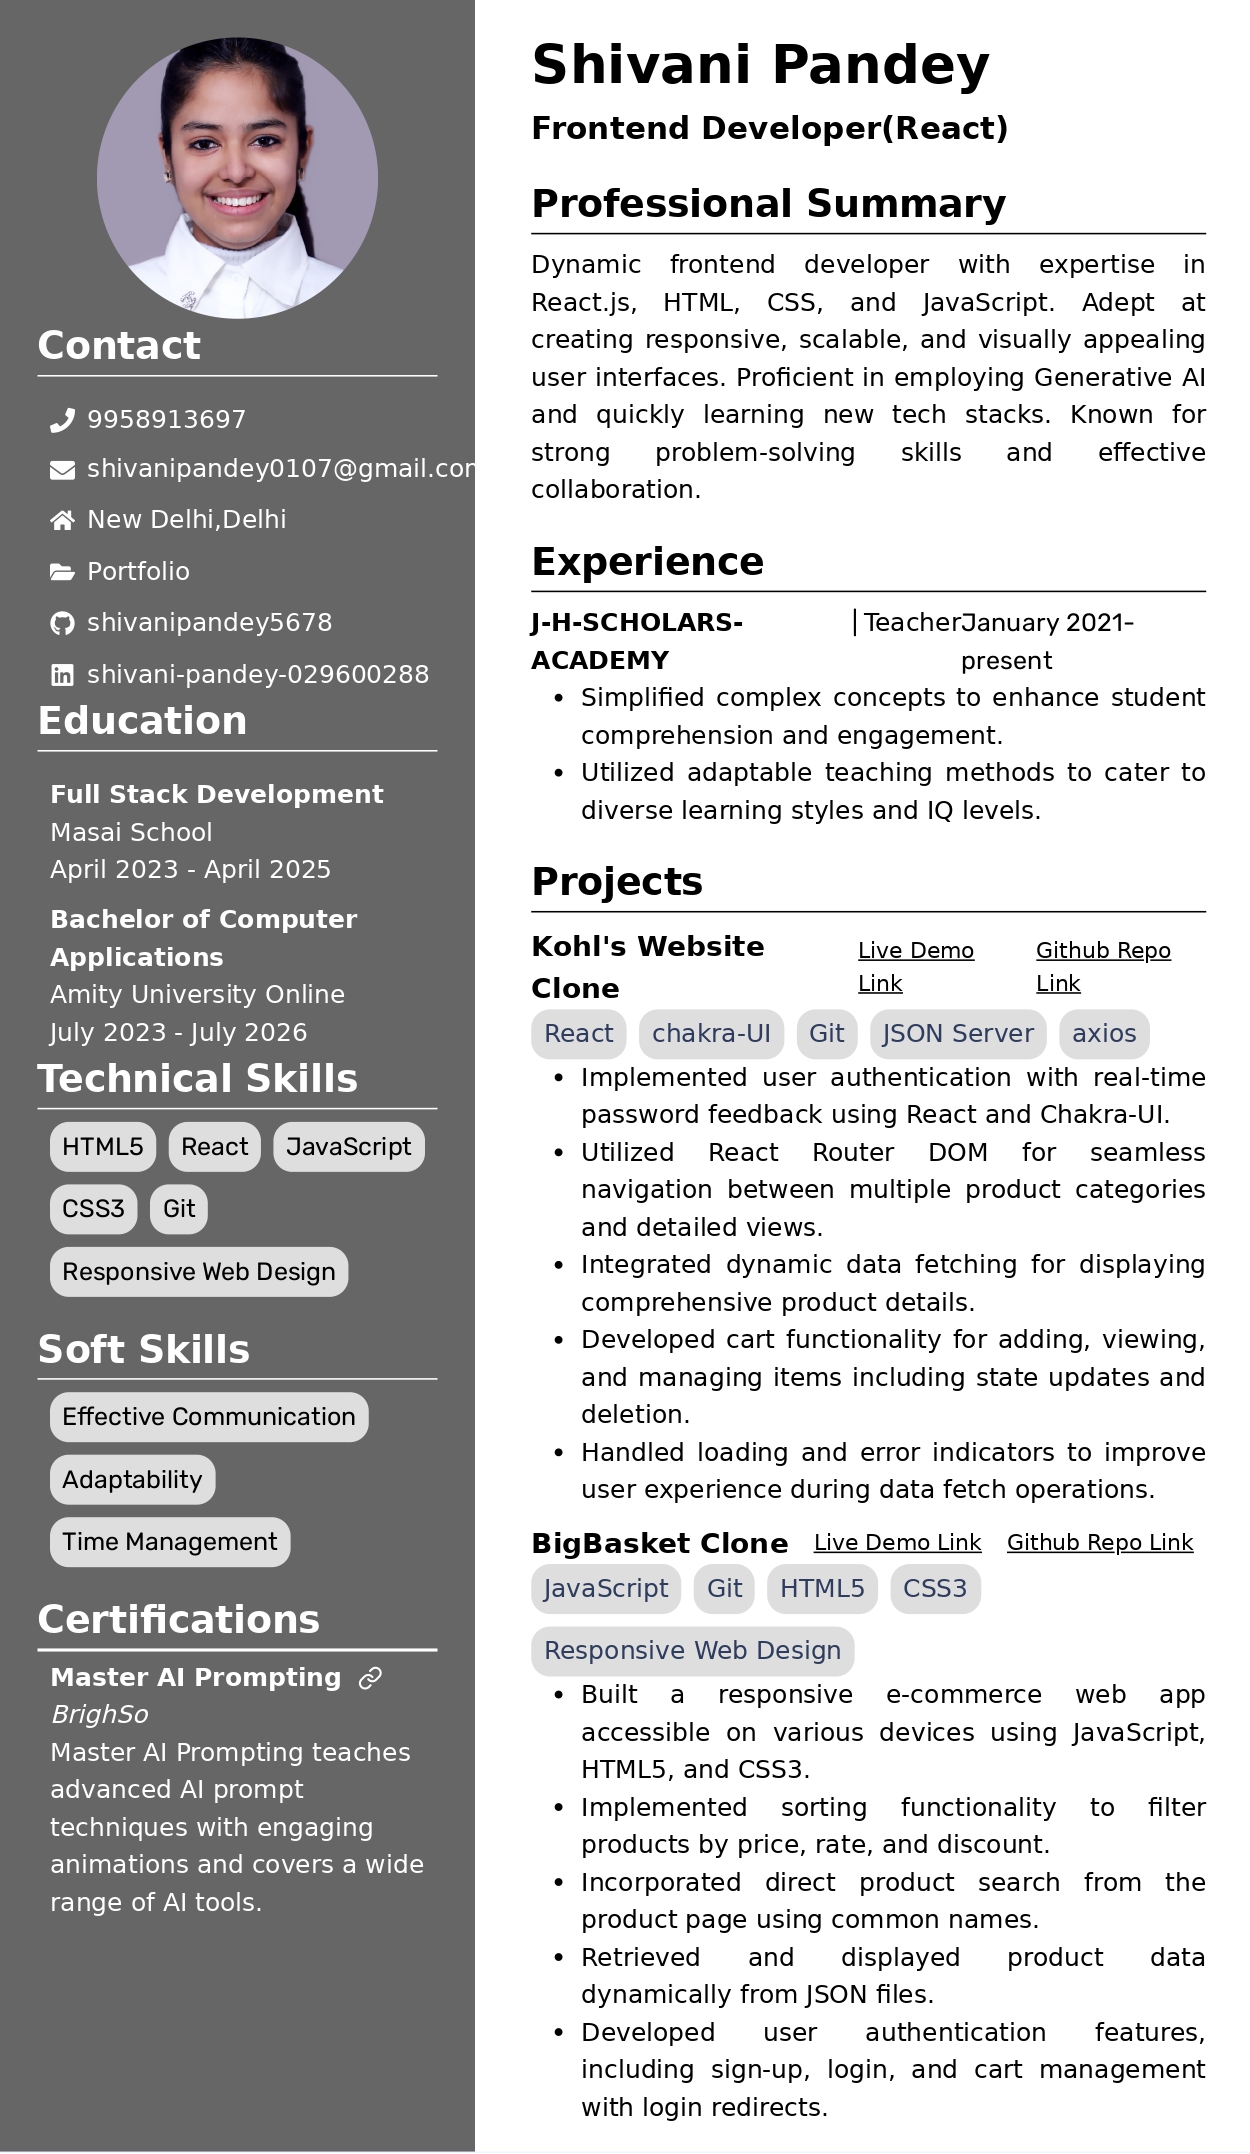 Contact
9958913697
shivanipandey0107@gmail.com
New Delhi,Delhi
Portfolio
shivanipandey5678
shivani-pandey-029600288
Education
Full Stack Development
Masai School
April 2023 - April 2025
Bachelor of Computer
Applications
Amity University Online
July 2023 - July 2026
Technical Skills
HTML5 React JavaScript
CSS3 Git
Responsive Web Design
Soft Skills
Effective Communication
Adaptability
Time Management
Certifications
Master AI Prompting
BrighSo
Master AI Prompting teaches
advanced AI prompt
techniques with engaging
animations and covers a wide
range of AI tools.
Shivani Pandey
Frontend Developer(React)
Professional Summary
Dynamic frontend developer with expertise in
React.js, HTML, CSS, and JavaScript. Adept at
creating responsive, scalable, and visually appealing
user interfaces. Proficient in employing Generative AI
and quickly learning new tech stacks. Known for
strong problem-solving skills and effective
collaboration.
Experience
J-H-SCHOLARS- | Teacher January 2021-
ACADEMY present
• Simplified complex concepts to enhance student
comprehension and engagement.
• Utilized adaptable teaching methods to cater to
diverse learning styles and IQ levels.
Projects
Kohl's Website Live Demo Github Repo
Clone Link Link
React chakra-UI Git JSON Server axios
• Implemented user authentication with real-time
password feedback using React and Chakra-UI.
• Utilized React Router DOM for seamless
navigation between multiple product categories
and detailed views.
• Integrated dynamic data fetching for displaying
comprehensive product details.
• Developed cart functionality for adding, viewing,
and managing items including state updates and
deletion.
• Handled loading and error indicators to improve
user experience during data fetch operations.
BigBasket Clone Live Demo Link Github Repo Link
JavaScript Git HTML5 CSS3
Responsive Web Design
• Built a responsive e-commerce web app
accessible on various devices using JavaScript,
HTML5, and CSS3.
• Implemented sorting functionality to filter
products by price, rate, and discount.
• Incorporated direct product search from the
product page using common names.
• Retrieved and displayed product data
dynamically from JSON files.
• Developed user authentication features,
including sign-up, login, and cart management
with login redirects.